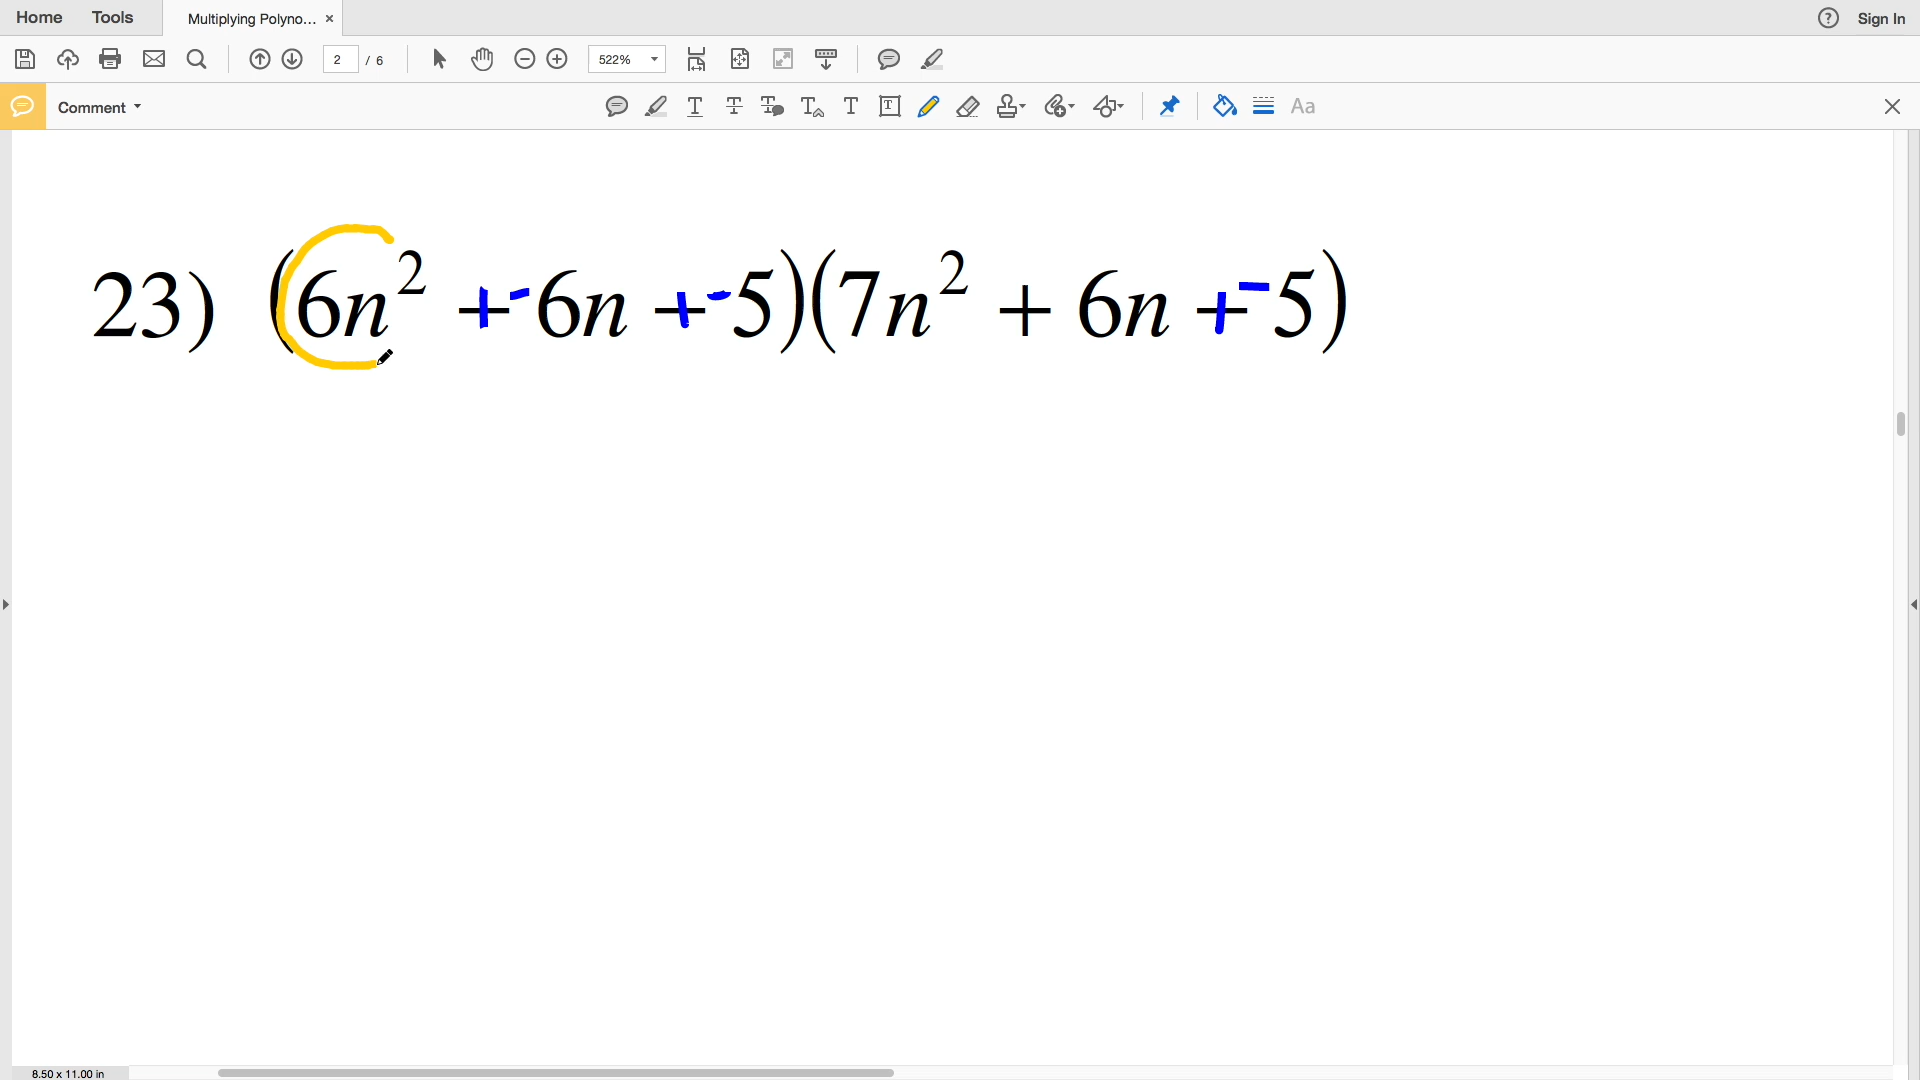 Home Tools Multiplying Polyno... × ? Sign In
2 / 6 522%
Comment T T T T T T Aa
23) (6n² + -6n + -5)(7n² + 6n + -5)
8.50 x 11.00 in